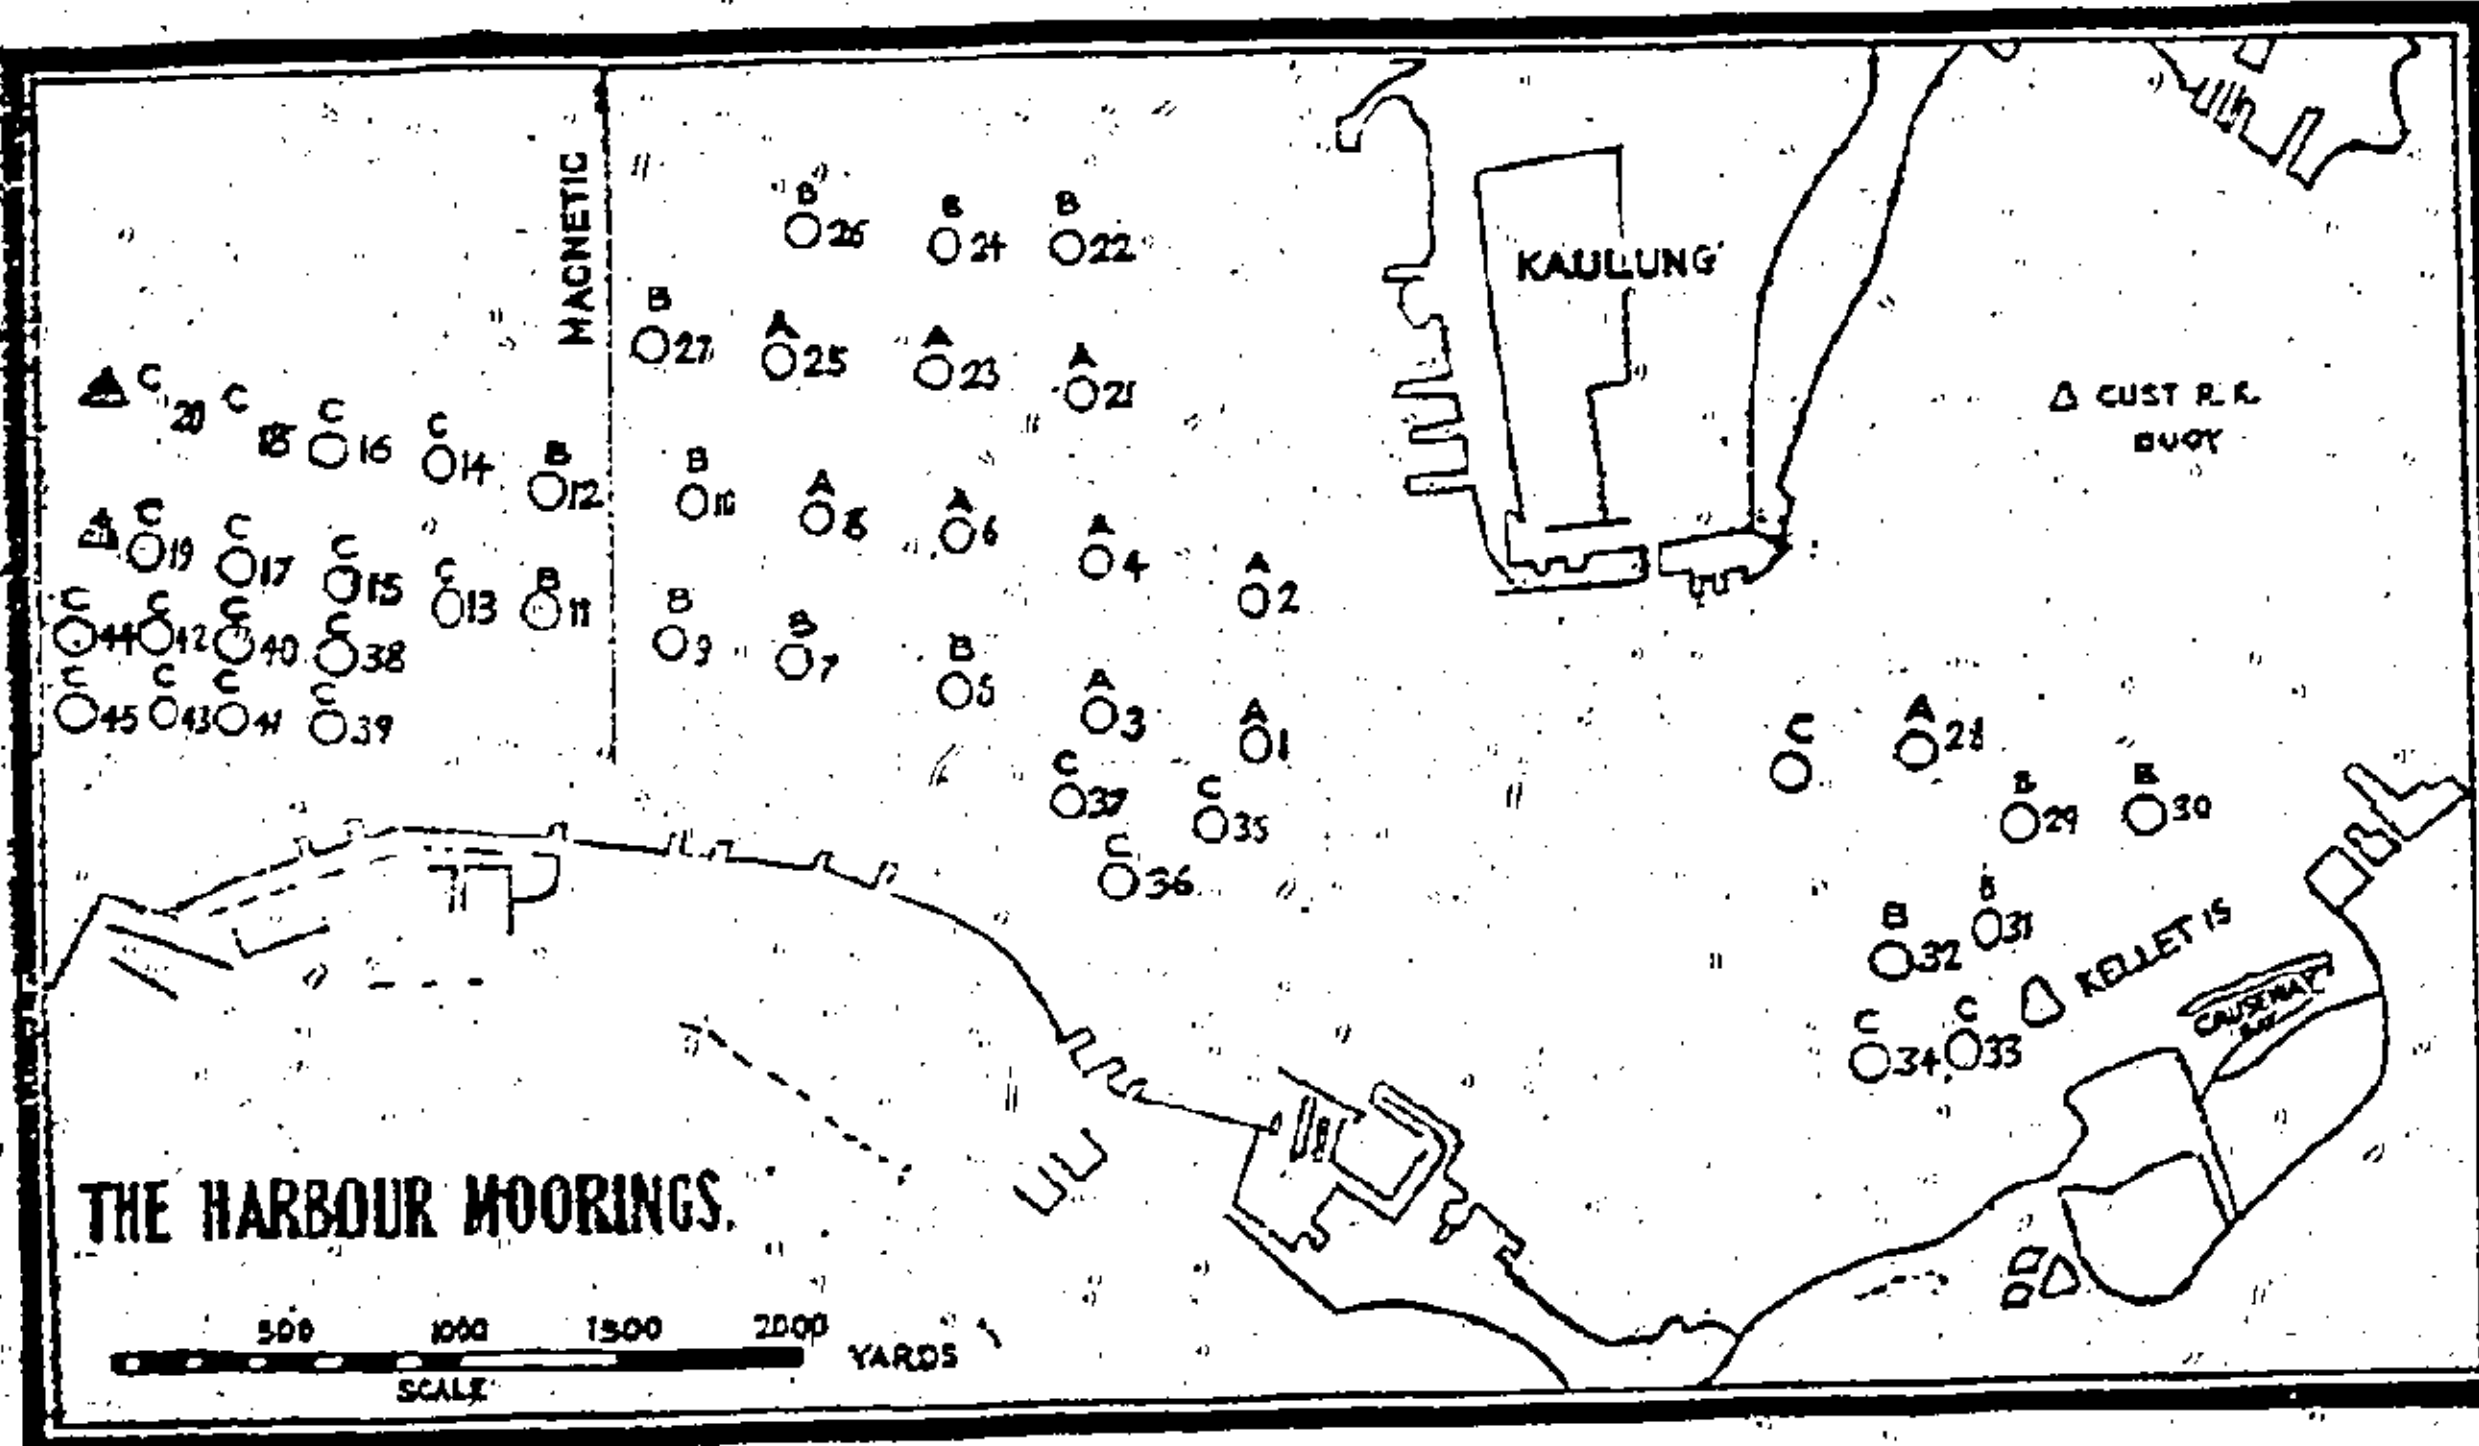 MAGNETIC
B B B
26 24 22
KAULUNG
B A A A
27 25 23 21
C C C C B
20 18 16 14 12
B A A A A
10 8 6 4 2
△ CUST R. R.
BUOY
C C C C B
19 17 15 13 11
C C C C
44 42 40 38
C C C C
45 43 41 39
B B B A A
9 7 5 3 1
C C C
37 35 36
C A B B
28 29 30
B B
32 31
C C
34 33
KELLET IS
CAUSEWAY
THE HARBOUR MOORINGS.
500 1000 1500 2000
YARDS
SCALE